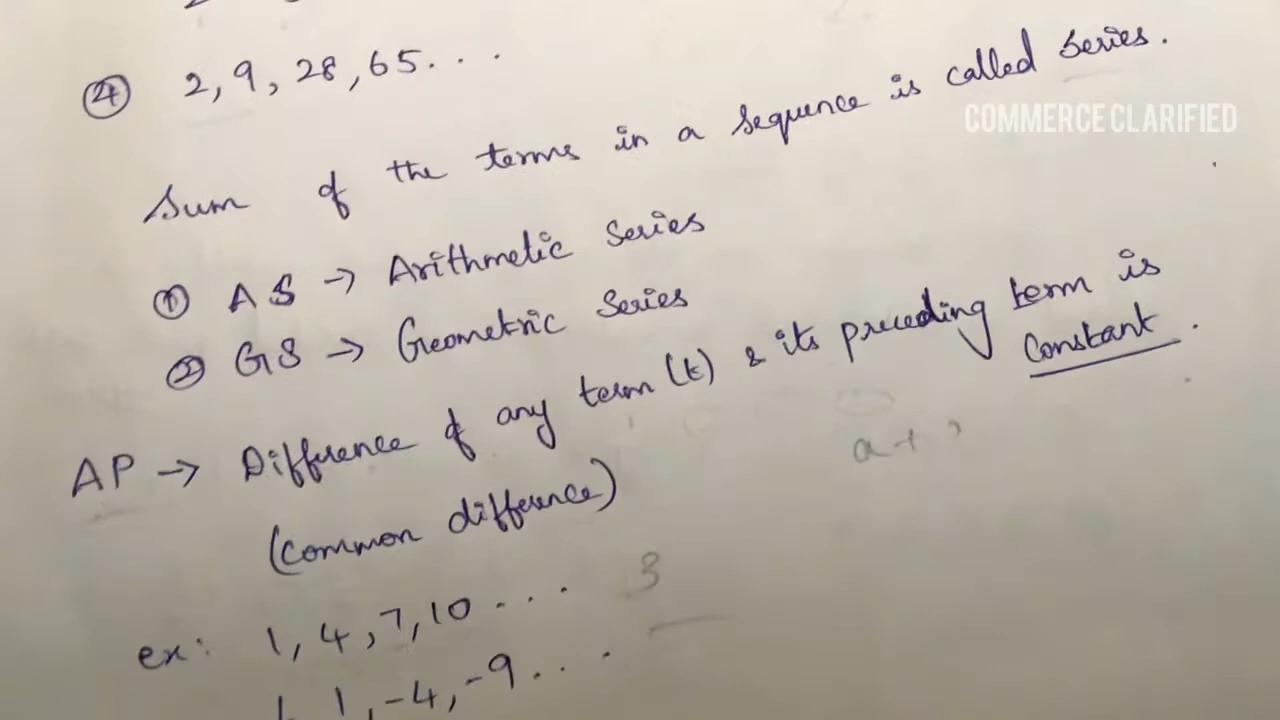 ④ 2, 9, 28, 65...
Sum of the terms in a sequence is called series.
COMMERCE CLARIFIED
① AS → Arithmetic series
② GS → Geometric series
AP → Difference of any term (t) & its preceding term is constant.
a +
(common difference)
ex: 1, 4, 7, 10... 3
1, -4, -9...